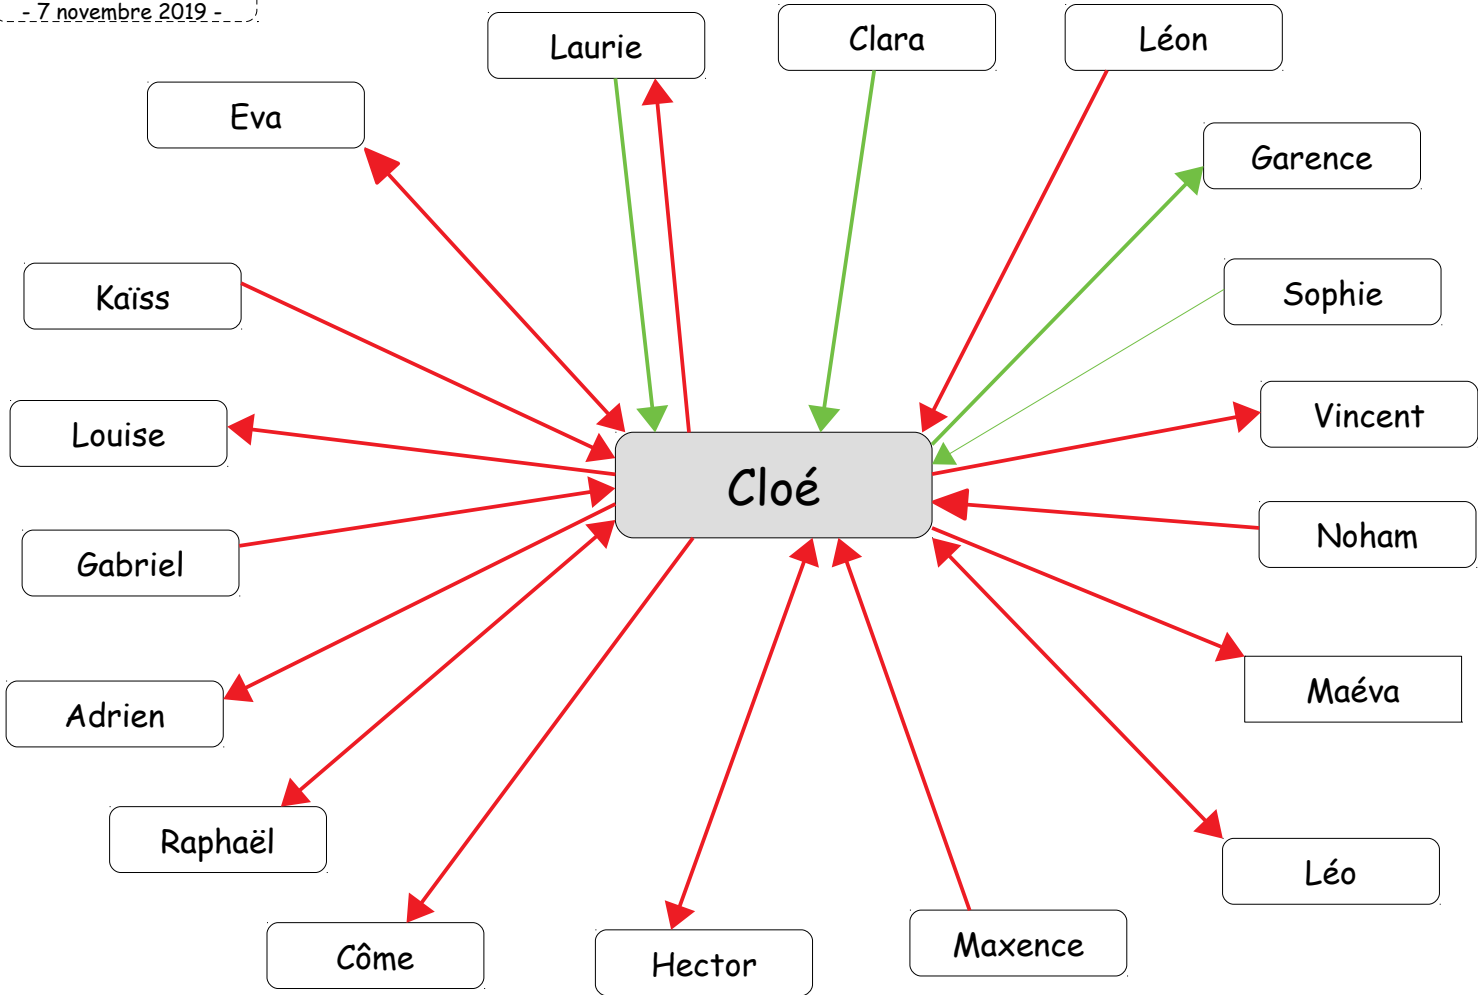 - 7 novembre 2019 -
Laurie
Clara
Léon
Eva
Garence
Kaïss
Sophie
Louise
Vincent
Cloé
Gabriel
Noham
Adrien
Maéva
Raphaël
Léo
Côme
Hector
Maxence